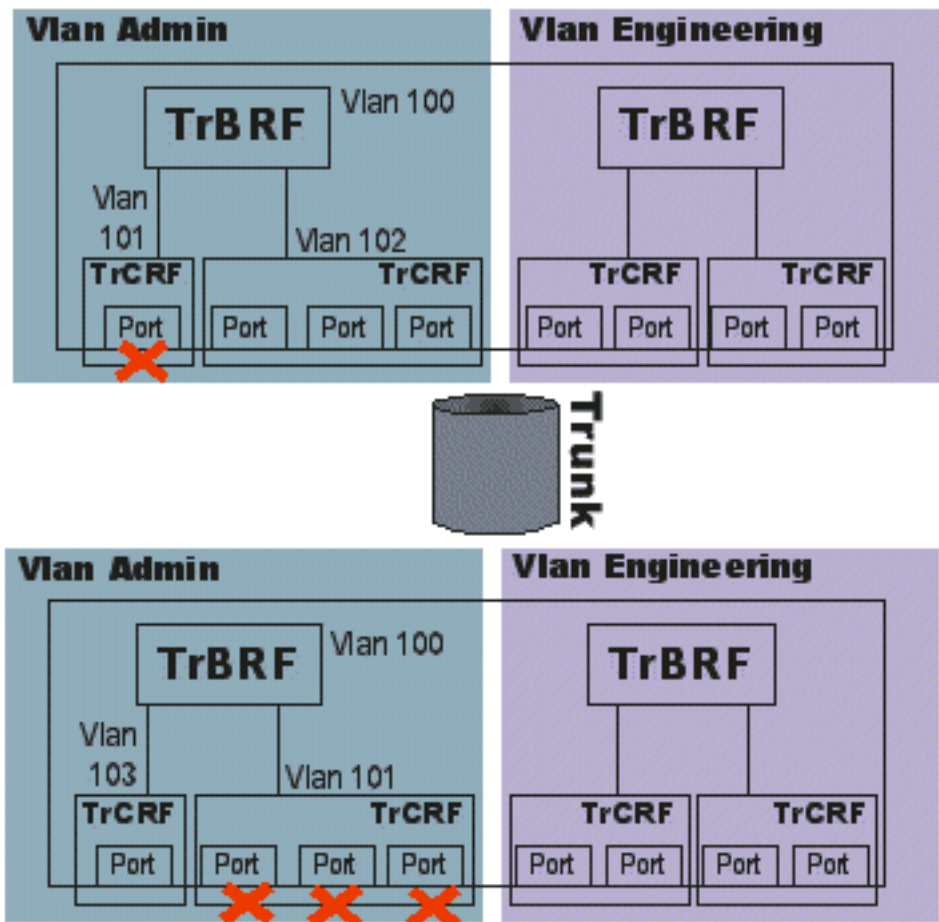 Vlan Admin
Vlan Engineering
TrBRF
Vlan 100
TrBRF
Vlan
101
Vlan 102
TrCRF
TrCRF
TrCRF
TrCRF
Port
Port
Port
Port
Port
Port
Port
Port
Trunk
Vlan Admin
Vlan Engineering
TrBRF
Vlan 100
TrBRF
Vlan
103
Vlan 101
TrCRF
TrCRF
TrCRF
TrCRF
Port
Port
Port
Port
Port
Port
Port
Port